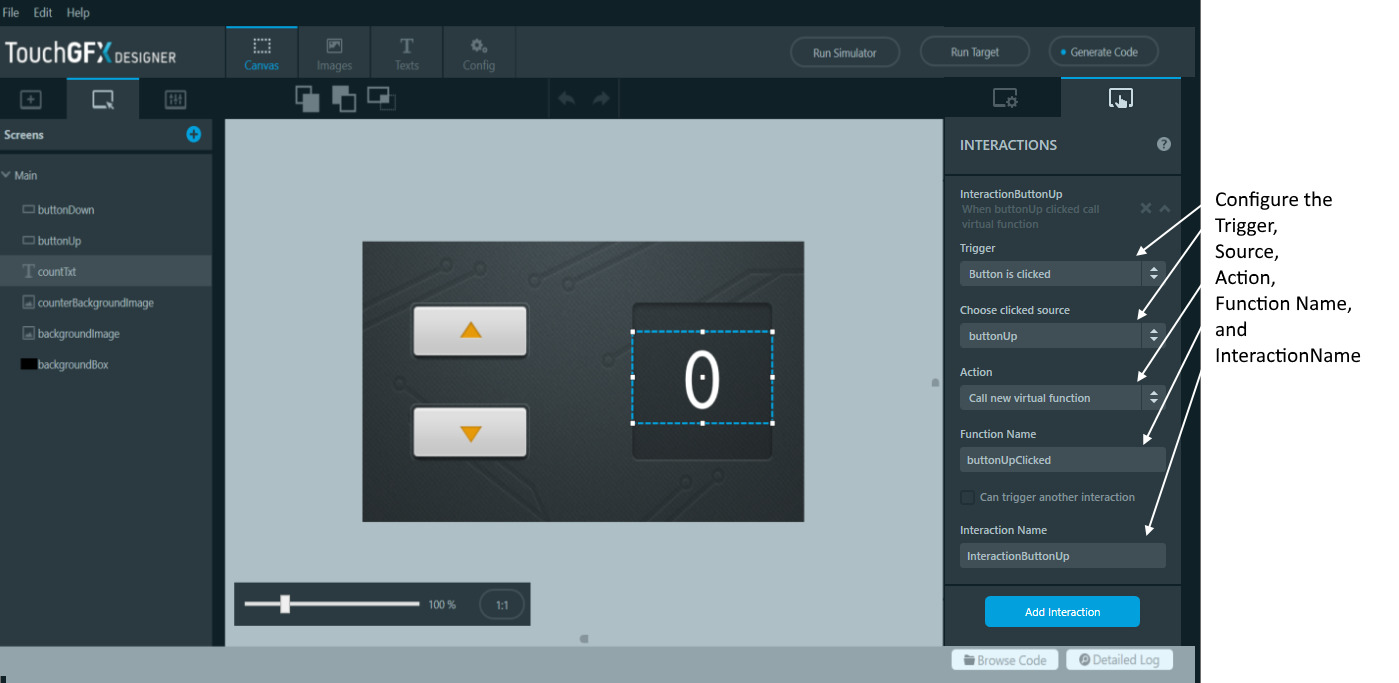 File Edit Help
TouchGFX DESIGNER
Canvas
Images
Texts
Config
Run Simulator
Run Target
Generate Code
Screens
Main
buttonDown
buttonUp
countTxt
counterBackgroundImage
backgroundImage
backgroundBox
0
100 %
1:1
INTERACTIONS
?
InteractionButtonUp
When buttonUp clicked call
virtual function
Trigger
Button is clicked
Choose clicked source
buttonUp
Action
Call new virtual function
Function Name
buttonUpClicked
Can trigger another interaction
Interaction Name
InteractionButtonUp
Add Interaction
Browse Code
Detailed Log
Configure the
Trigger,
Source,
Action,
Function Name,
and
InteractionName